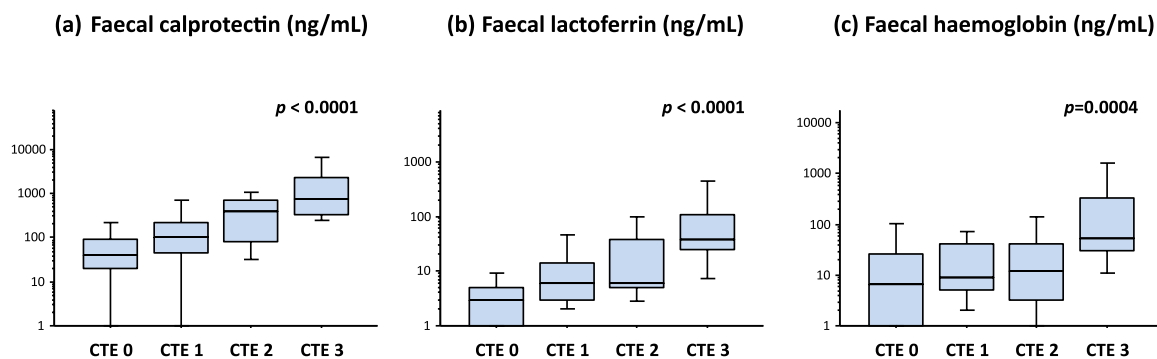 (a) Faecal calprotectin (ng/mL)
p < 0.0001
10000
1000
100
10
1
CTE 0 CTE 1 CTE 2 CTE 3
(b) Faecal lactoferrin (ng/mL)
p < 0.0001
1000
100
10
1
CTE 0 CTE 1 CTE 2 CTE 3
(c) Faecal haemoglobin (ng/mL)
p=0.0004
10000
1000
100
10
1
CTE 0 CTE 1 CTE 2 CTE 3